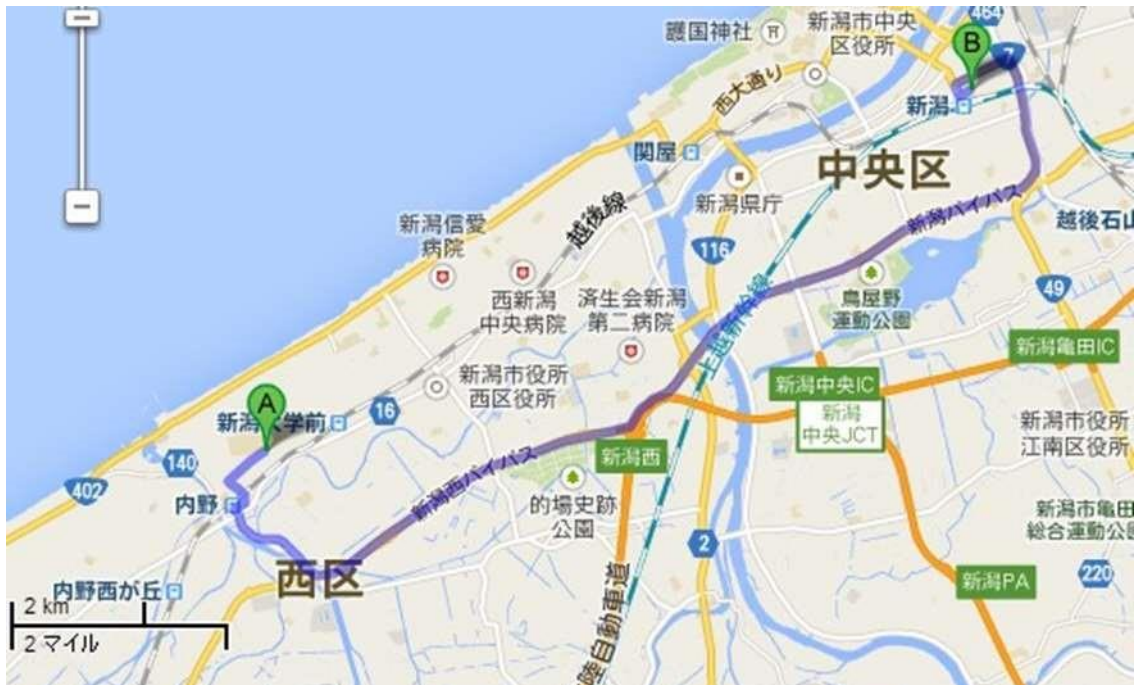 464
護国神社
新潟市中央
区役所
B
7
西大通り
新潟
関屋
中央区
新潟県庁
新潟バイパス
越後石山
越後線
新潟信愛
病院
116
西新潟
中央病院
済生会新潟
第二病院
上越新幹線
鳥屋野
運動公園
49
新潟亀田IC
新潟市役所
西区役所
新潟中央IC
新潟
中央JCT
A
16
新潟大学前
新潟市役所
江南区役所
140
新潟西
402
内野
新潟西バイパス
的場史跡
公園
新潟市亀田
総合運動公園
2
西区
内野西が丘
新潟PA
220
陸自動車道
2 km
2 マイル